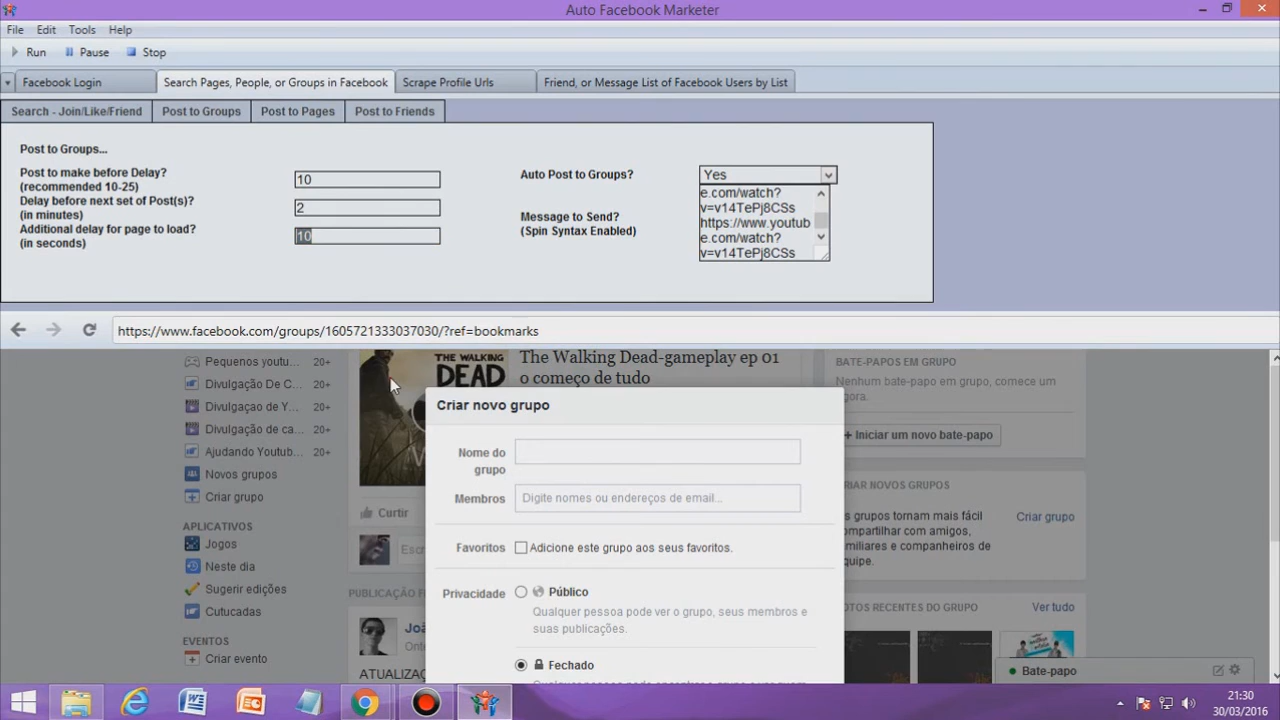 Auto Facebook Marketer
File Edit Tools Help
Run Pause Stop
Facebook Login Search Pages, People, or Groups in Facebook Scrape Profile Urls Friend, or Message List of Facebook Users by List
Search - Join/Like/Friend Post to Groups Post to Pages Post to Friends
Post to Groups...
Post to make before Delay?
(recommended 10-25)
10
Delay before next set of Post(s)?
(in minutes)
2
Additional delay for page to load?
(in seconds)
10
Auto Post to Groups?
Yes
Message to Send?
(Spin Syntax Enabled)
e.com/watch?
v=v14TePj8CSs
https://www.youtub
e.com/watch?
v=v14TePj8CSs
https://www.facebook.com/groups/1605721333037030/?ref=bookmarks
Pequenos youtu... 20+
Divulgação De C... 20+
Divulgaçao de Y... 20+
Divulgação de ca... 20+
Ajudando Youtub... 20+
Novos grupos
Criar grupo
APLICATIVOS
Jogos
Neste dia
Sugerir edições
Cutucadas
EVENTOS
Criar evento
THE WALKING
DEAD
The Walking Dead-gameplay ep 01
o começo de tudo
Curtir
Criar novo grupo
Nome do
grupo
Membros Digite nomes ou endereços de email...
Favoritos Adicione este grupo aos seus favoritos.
Privacidade Público
Qualquer pessoa pode ver o grupo, seus membros e
suas publicações.
Fechado
BATE-PAPOS EM GRUPO
Nenhum bate-papo em grupo, comece um
agora.
+ Iniciar um novo bate-papo
CRIAR NOVOS GRUPOS
Criar grupo
grupos tornam mais fácil
compartilhar com amigos,
familiares e companheiros de
equipe.
FOTOS RECENTES DO GRUPO Ver tudo
Bate-papo
21:30
30/03/2016